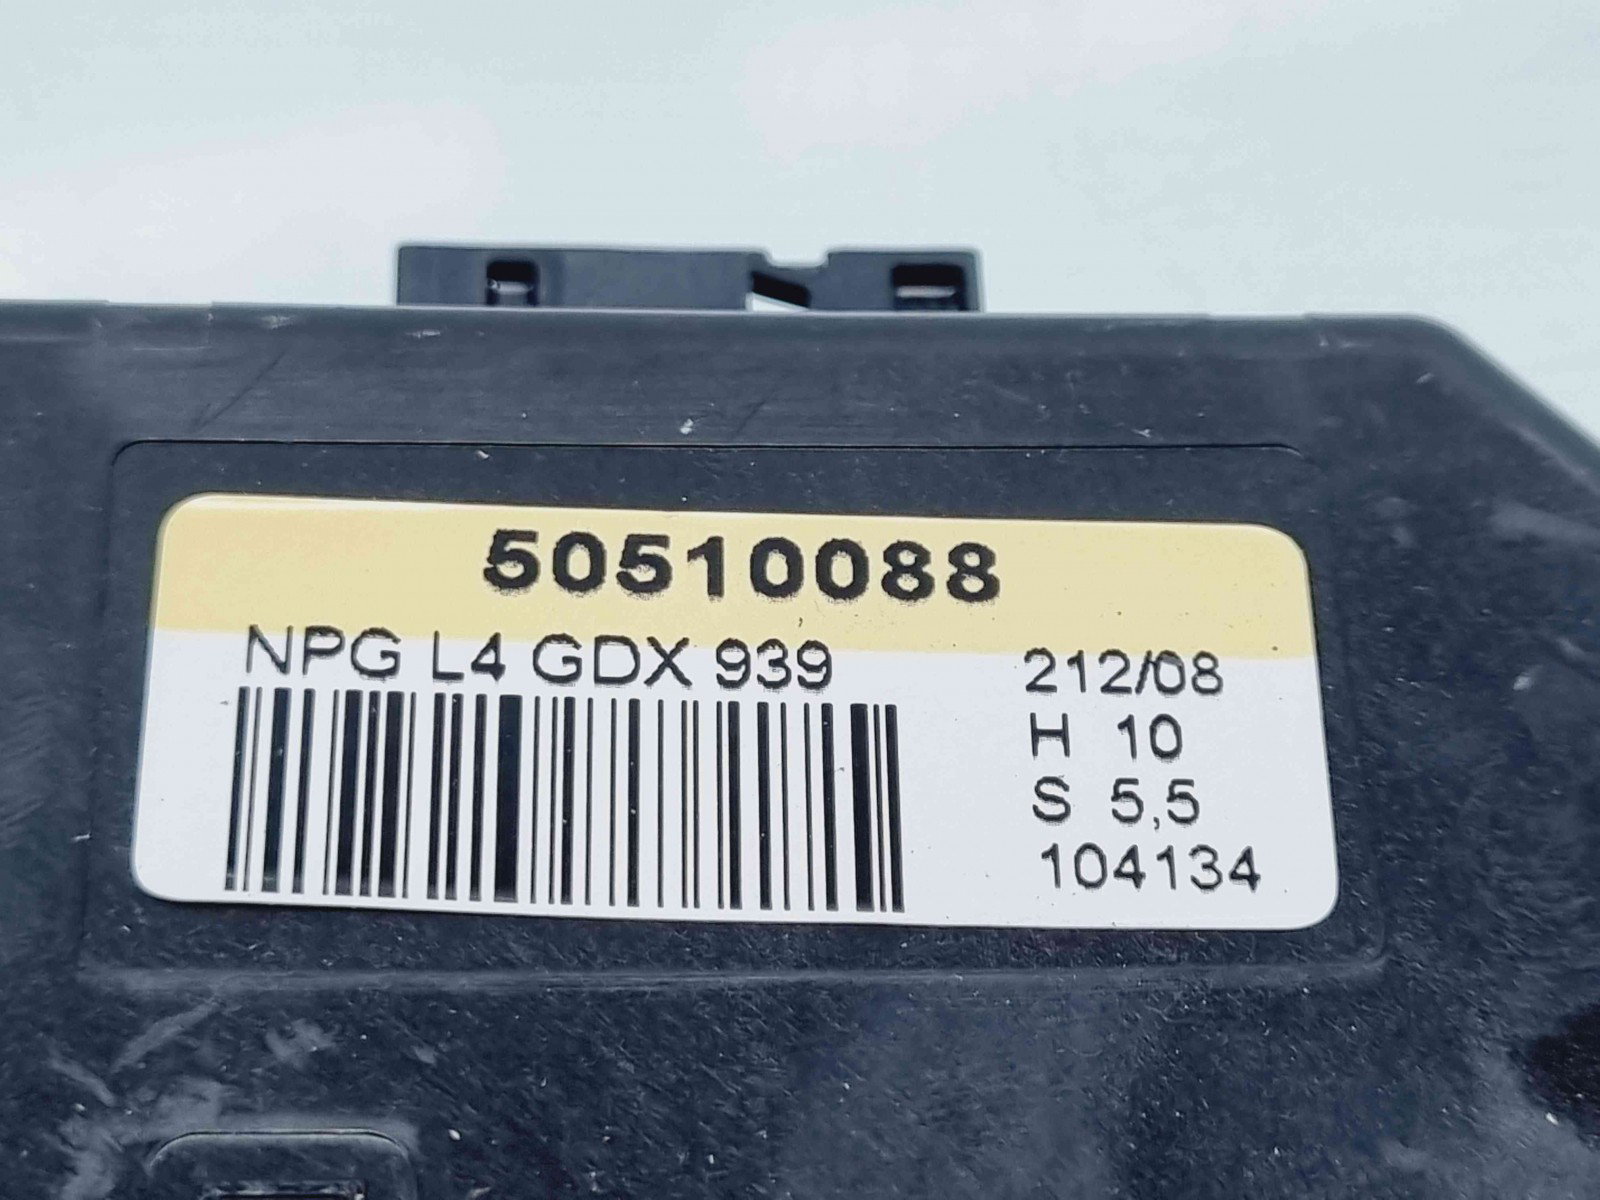 50510088
NPG L4 GDX 939
212/08
H 10
S 5,5
104134